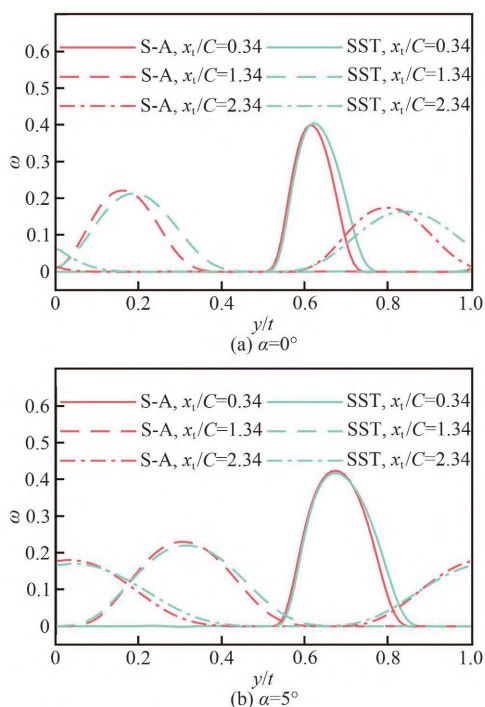 0.6
0.5
0.4
0.3
0.2
0.1
0
ω
S-A, xt/C=0.34
SST, xt/C=0.34
S-A, xt/C=1.34
SST, xt/C=1.34
S-A, xt/C=2.34
SST, xt/C=2.34
0 0.2 0.4 0.6 0.8 1.0
y/t
(a) α=0°
0.6
0.5
0.4
0.3
0.2
0.1
0
ω
S-A, xt/C=0.34
SST, xt/C=0.34
S-A, xt/C=1.34
SST, xt/C=1.34
S-A, xt/C=2.34
SST, xt/C=2.34
0 0.2 0.4 0.6 0.8 1.0
y/t
(b) α=5°